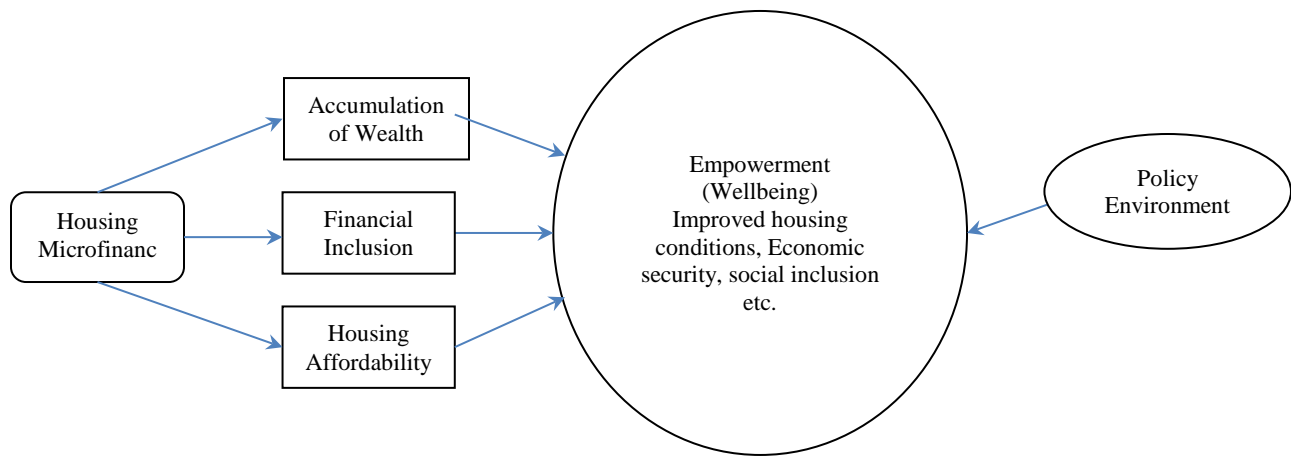 Housing
Microfinanc
Accumulation
of Wealth
Financial
Inclusion
Housing
Affordability
Empowerment
(Wellbeing)
Improved housing
conditions, Economic
security, social inclusion
etc.
Policy
Environment